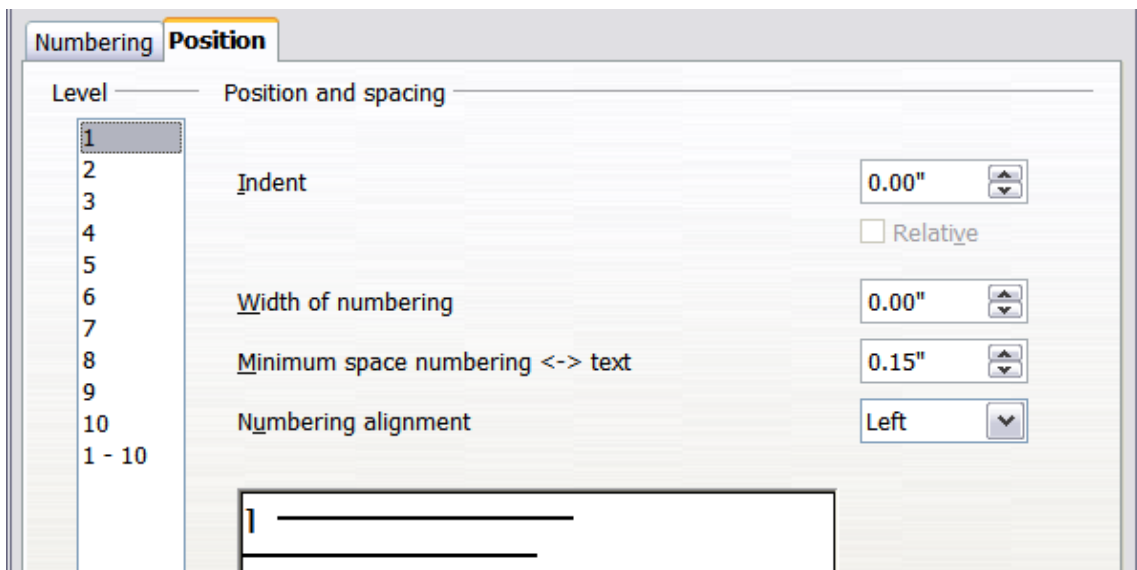 Numbering Position
Level Position and spacing
1
2
3
4
5
6
7
8
9
10
1 - 10
Indent 0.00"
Relative
Width of numbering 0.00"
Minimum space numbering <-> text 0.15"
Numbering alignment Left
1